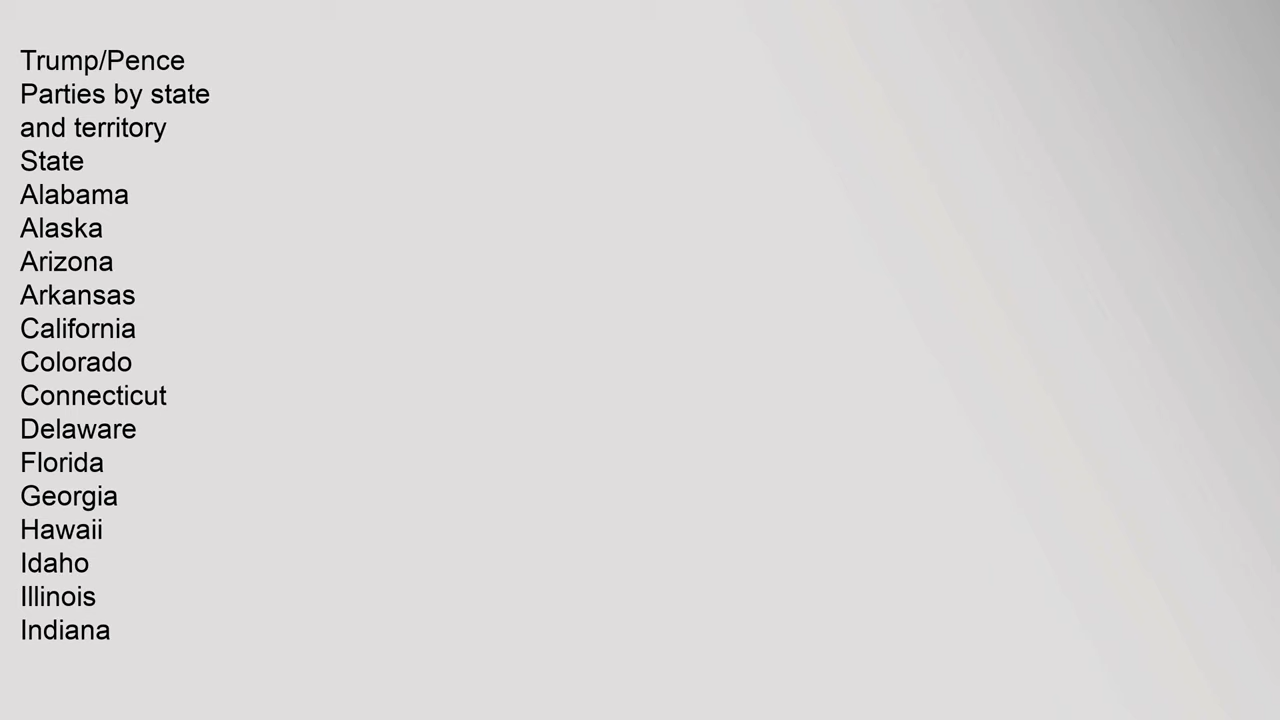 Trump/Pence
Parties by state
and territory
State
Alabama
Alaska
Arizona
Arkansas
California
Colorado
Connecticut
Delaware
Florida
Georgia
Hawaii
Idaho
Illinois
Indiana